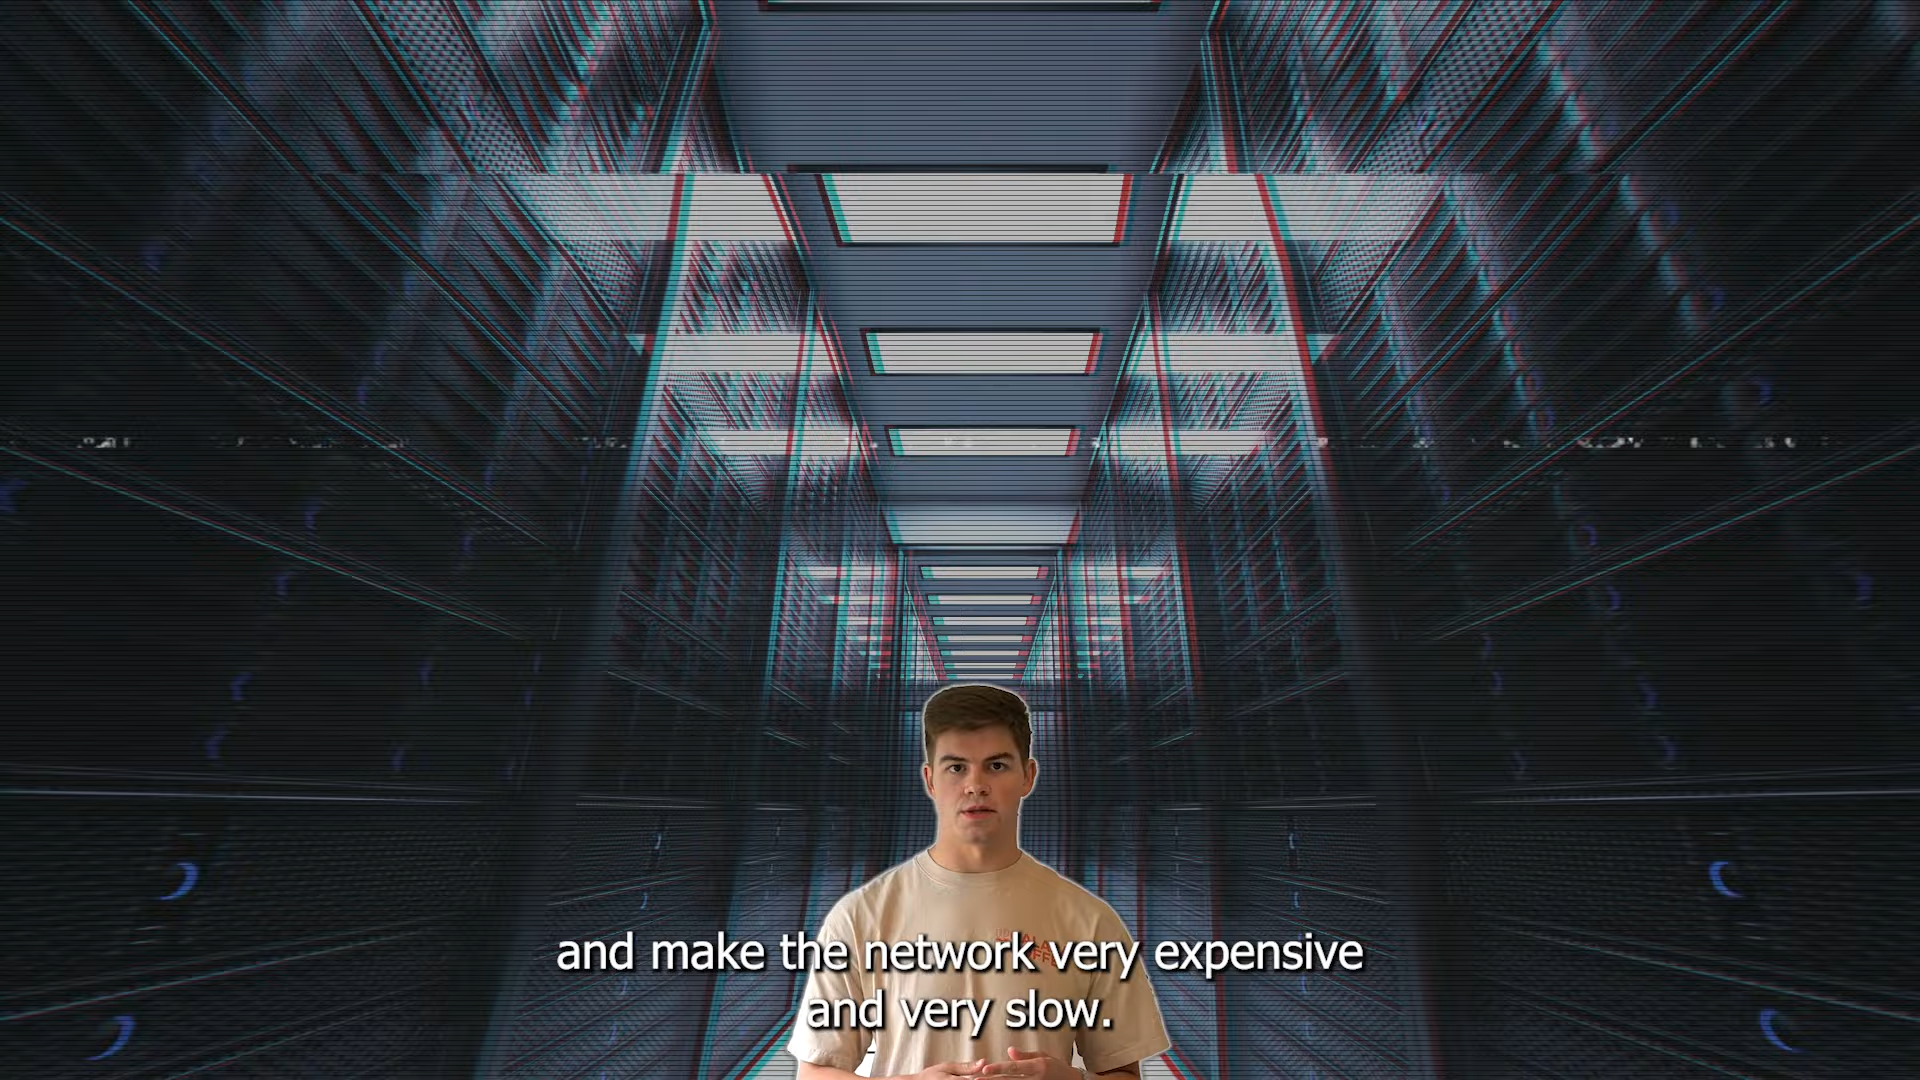 and make the network very expensive
and very slow.